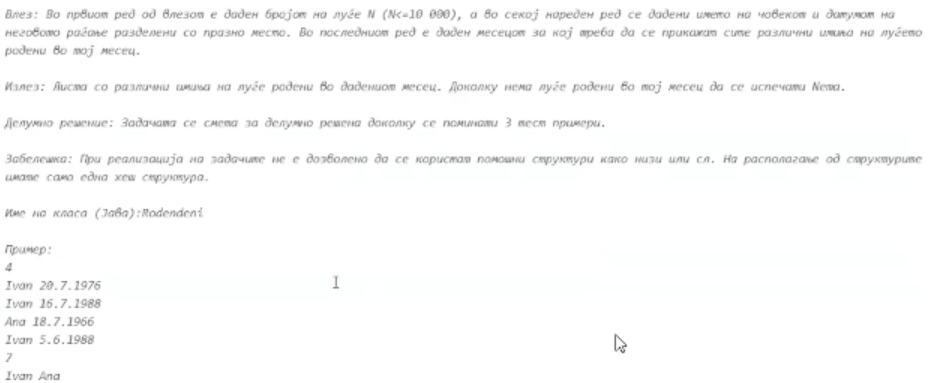 Влез: Во првиот ред од влезот е даден бројот на луѓе N (N<=10 000), а во секој нареден ред се дадени името на човекот и датумот на
неговото раѓање разделени со празно место. Во последниот ред е даден месецот за кој треба да се прикажат сите различни имиња на луѓето
родени во тој месец.
Излез: Листа со различни имиња на луѓе родени во дадениот месец. Доколку нема луѓе родени во тој месец да се испечати Nema.
Делумно решение: Задачата се смета за делумно решена доколку се поминати 3 тест примери.
Забелешка: При реализација на задачите не е дозволено да се користат помошни структури како низи или сл. На располагање од структурите
имате само една хеш структура.
Име на класа (Јава):Rodendeni
Пример:
4
Ivan 20.7.1976
Ivan 16.7.1988
Ana 18.7.1966
Ivan 5.6.1988
7
Ivan Ana